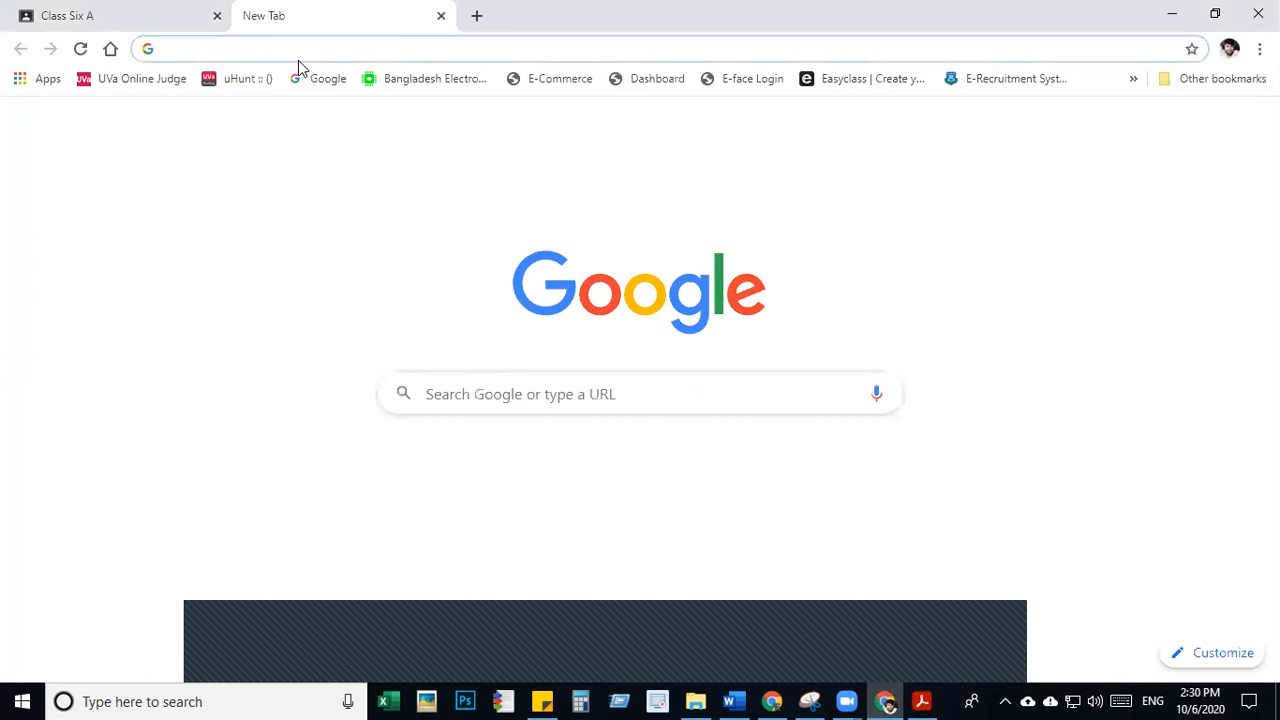 Class Six A
New Tab
Apps
UVa Online Judge
uHunt :: ()
Google
Bangladesh Electro...
E-Commerce
Dashboard
E-face Login
Easyclass | Create y...
E-Recruitment Syst...
»
Other bookmarks
Google
Search Google or type a URL
Customize
Type here to search
ENG
2:30 PM
10/6/2020